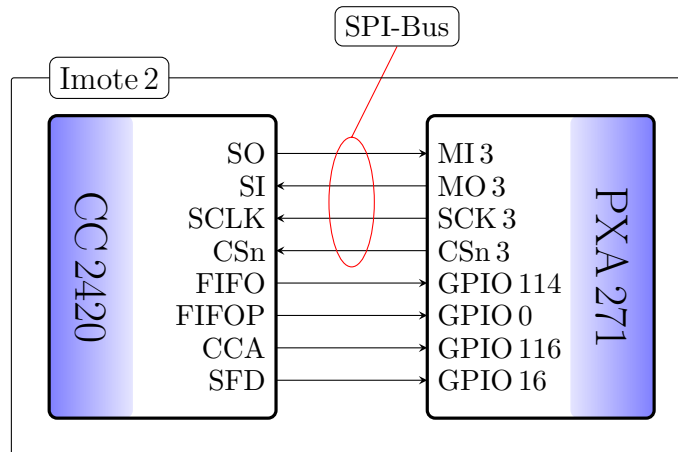 SPI-Bus
Imote 2
CC 2420
SO
SI
SCLK
CSn
FIFO
FIFOP
CCA
SFD
MI 3
MO 3
SCK 3
CSn 3
GPIO 114
GPIO 0
GPIO 116
GPIO 16
PXA 271